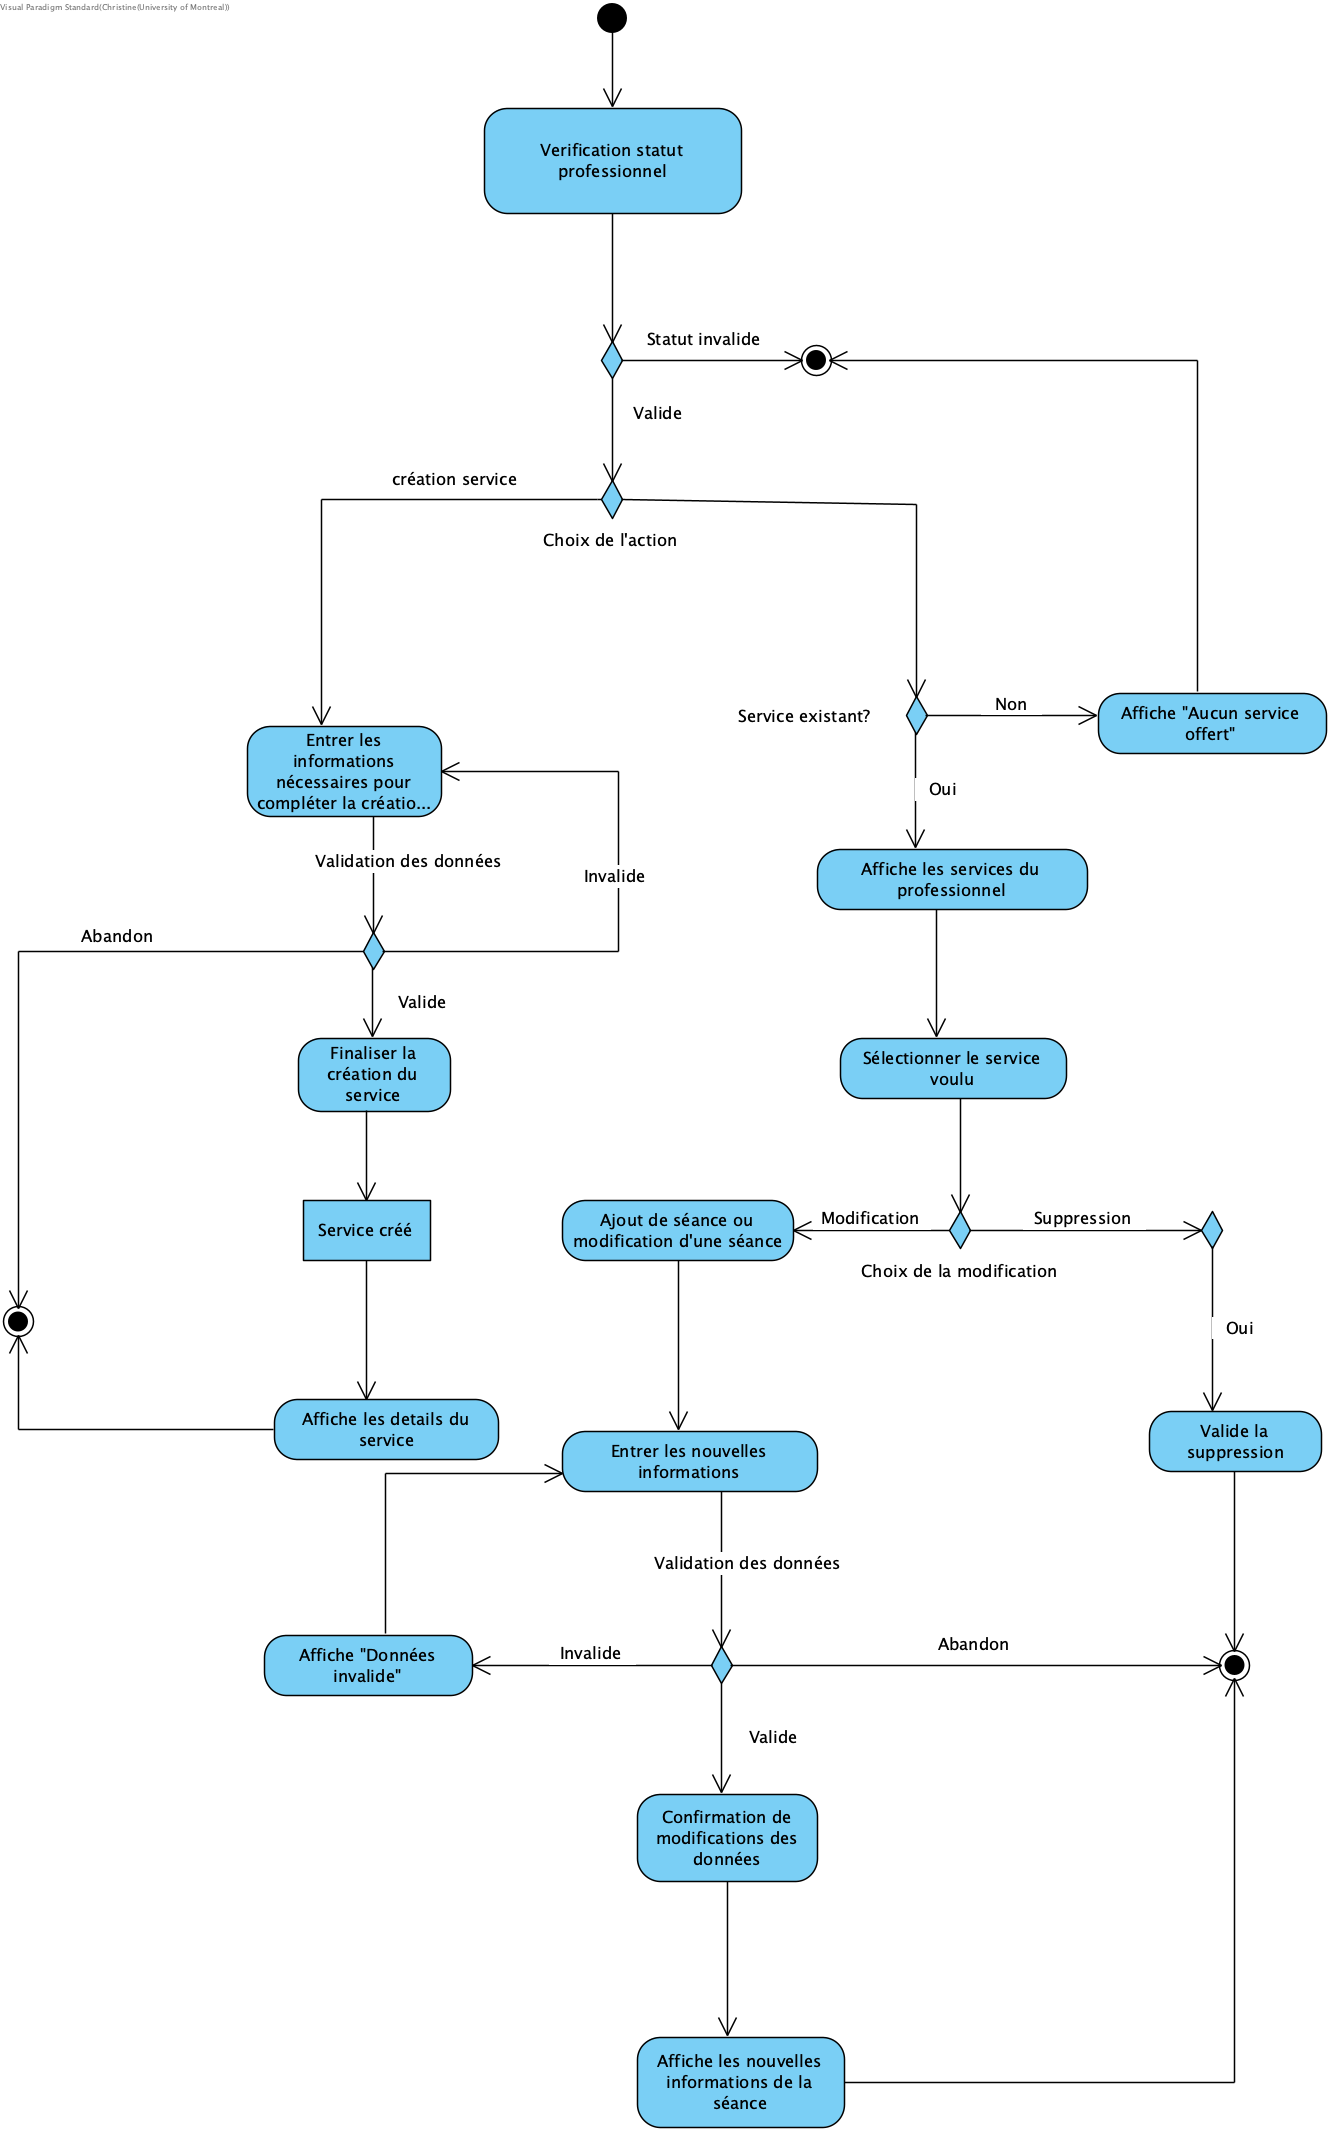 Visual Paradigm Standard(Christine(University of Montreal))
Verification statut
professionnel
Statut invalide
Valide
création service
Choix de l'action
Service existant?
Non
Affiche "Aucun service
offert"
Entrer les
informations
nécessaires pour
compléter la créatio...
Oui
Validation des données
Invalide
Affiche les services du
professionnel
Abandon
Valide
Finaliser la
création du
service
Sélectionner le service
voulu
Service créé
Ajout de séance ou
modification d'une séance
Modification
Suppression
Choix de la modification
Oui
Affiche les details du
service
Entrer les nouvelles
informations
Valide la
suppression
Validation des données
Affiche "Données
invalide"
Invalide
Abandon
Valide
Confirmation de
modifications des
données
Affiche les nouvelles
informations de la
séance